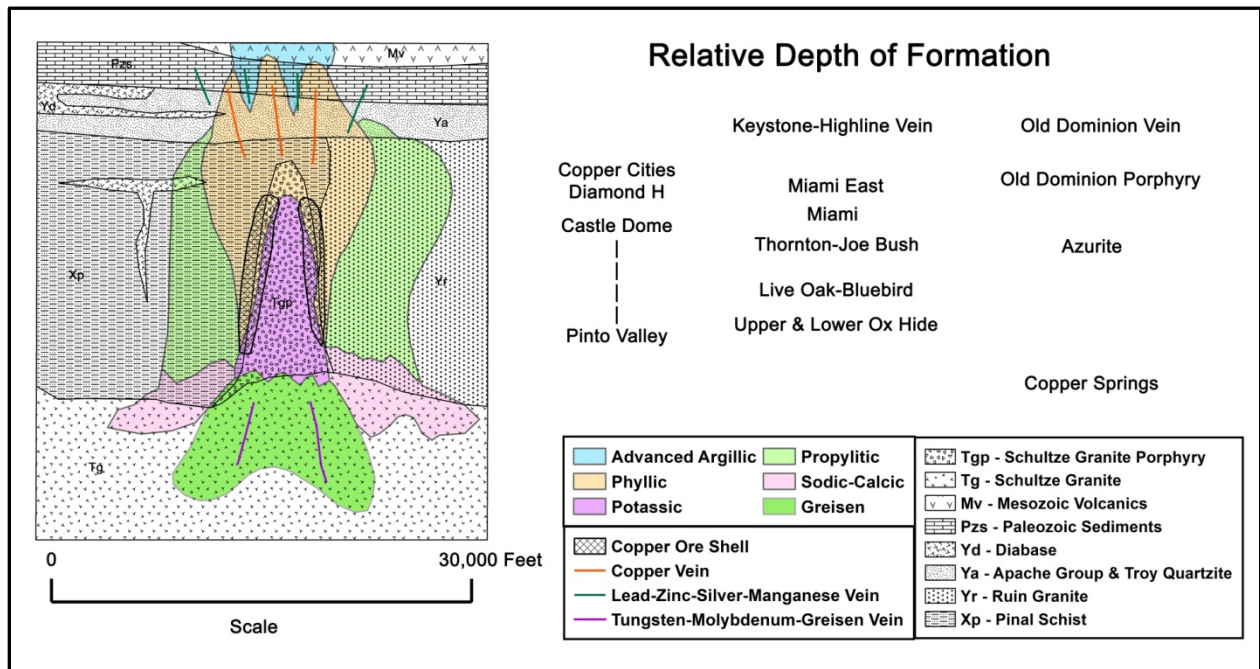 Relative Depth of Formation
Pzs
Mv
Yd
Ya
Xp
Tgp
Yr
Tg
0
30,000 Feet
Scale
Keystone-Highline Vein
Old Dominion Vein
Copper Cities
Diamond H
Miami East
Old Dominion Porphyry
Miami
Castle Dome
Thornton-Joe Bush
Azurite
Live Oak-Bluebird
Upper & Lower Ox Hide
Pinto Valley
Copper Springs
Advanced Argillic
Propylitic
Phyllic
Sodic-Calcic
Potassic
Greisen
Copper Ore Shell
Copper Vein
Lead-Zinc-Silver-Manganese Vein
Tungsten-Molybdenum-Greisen Vein
Tgp - Schultze Granite Porphyry
Tg - Schultze Granite
Mv - Mesozoic Volcanics
Pzs - Paleozoic Sediments
Yd - Diabase
Ya - Apache Group & Troy Quartzite
Yr - Ruin Granite
Xp - Pinal Schist